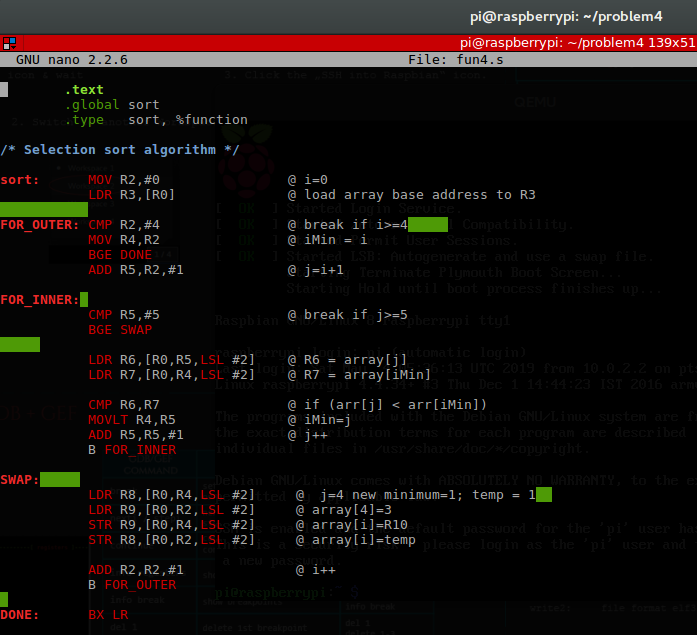 pi@raspberrypi: ~/problem4
pi@raspberrypi: ~/problem4 139x51
GNU nano 2.2.6 File: fun4.s
.text
.global sort
.type sort, %function
/* Selection sort algorithm */
sort: MOV R2,#0 @ i=0
LDR R3,[R0] @ load array base address to R3
FOR_OUTER: CMP R2,#4 @ break if i>=4
MOV R4,R2 @ iMin = i
BGE DONE
ADD R5,R2,#1 @ j=i+1
FOR_INNER:
CMP R5,#5 @ break if j>=5
BGE SWAP
LDR R6,[R0,R5,LSL #2] @ R6 = array[j]
LDR R7,[R0,R4,LSL #2] @ R7 = array[iMin]
CMP R6,R7 @ if (arr[j] < arr[iMin])
MOVLT R4,R5 @ iMin=j
ADD R5,R5,#1 @ j++
B FOR_INNER
SWAP:
LDR R8,[R0,R4,LSL #2] @ j=4 new minimum=1; temp = 1
LDR R9,[R0,R2,LSL #2] @ array[4]=3
STR R9,[R0,R4,LSL #2] @ array[i]=R10
STR R8,[R0,R2,LSL #2] @ array[i]=temp
ADD R2,R2,#1 @ i++
B FOR_OUTER
DONE: BX LR